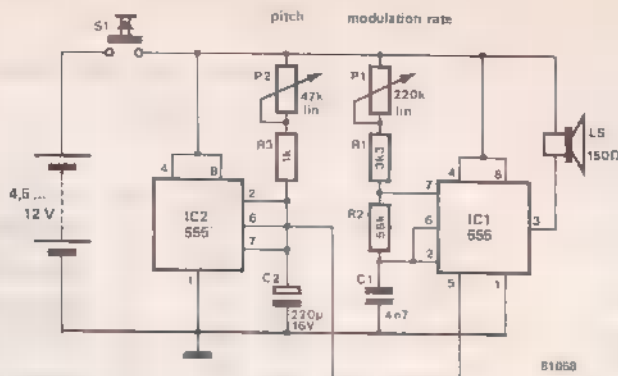 pitch modulation rate
S1
P2
47k
lin
P1
220k
lin
R3
1k
R1
3k3
R2
56k
4,5 ...
12 V
4 8
IC2
555
2
6
7
1
C2
220µ
16V
C1
4n7
4 8
7
6
2
IC1
555
3
5 1
LS
150Ω
81068